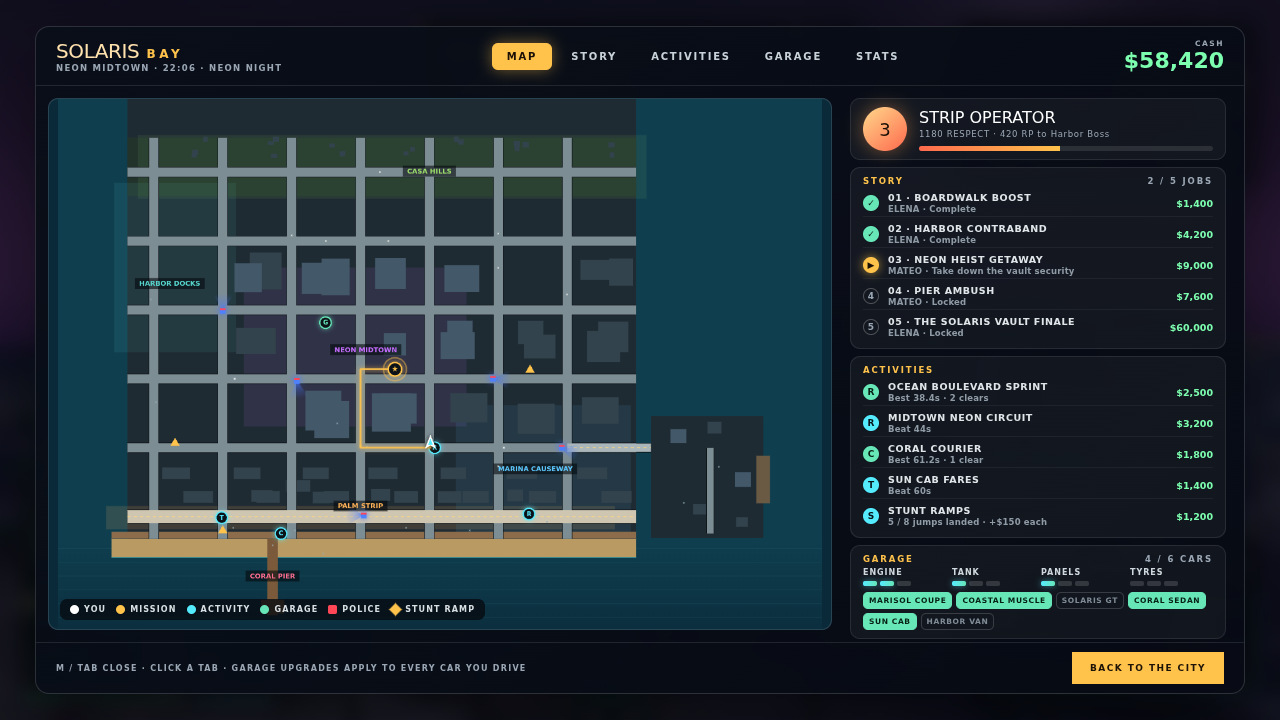 SOLARIS BAY
NEON MIDTOWN · 22:06 · NEON NIGHT
MAP STORY ACTIVITIES GARAGE STATS
CASH
$58,420
CASA HILLS
HARBOR DOCKS
G
NEON MIDTOWN
MARINA CAUSEWAY
PALM STRIP
T
R
C
CORAL PIER
YOU MISSION ACTIVITY GARAGE POLICE STUNT RAMP
3
STRIP OPERATOR
1180 RESPECT · 420 RP to Harbor Boss
STORY 2 / 5 JOBS
01 · BOARDWALK BOOST
ELENA · Complete
$1,400
02 · HARBOR CONTRABAND
ELENA · Complete
$4,200
03 · NEON HEIST GETAWAY
MATEO · Take down the vault security
$9,000
4 04 · PIER AMBUSH
MATEO · Locked
$7,600
5 05 · THE SOLARIS VAULT FINALE
ELENA · Locked
$60,000
ACTIVITIES
R OCEAN BOULEVARD SPRINT
Best 38.4s · 2 clears
$2,500
R MIDTOWN NEON CIRCUIT
Beat 44s
$3,200
C CORAL COURIER
Best 61.2s · 1 clear
$1,800
T SUN CAB FARES
Beat 60s
$1,400
S STUNT RAMPS
5 / 8 jumps landed · +$150 each
$1,200
GARAGE 4 / 6 CARS
ENGINE TANK PANELS TYRES
MARISOL COUPE COASTAL MUSCLE SOLARIS GT CORAL SEDAN
SUN CAB HARBOR VAN
M / TAB CLOSE · CLICK A TAB · GARAGE UPGRADES APPLY TO EVERY CAR YOU DRIVE
BACK TO THE CITY